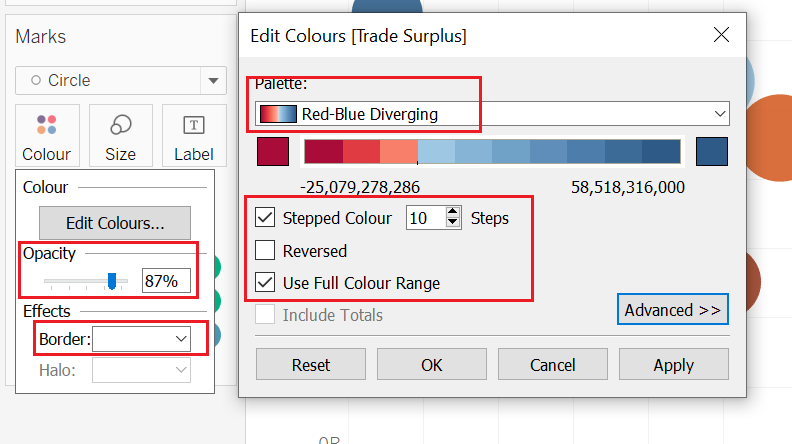 Marks
Circle
Colour
Size
Label
Colour
Edit Colours...
Opacity
87%
Effects
Border:
Halo:
Edit Colours [Trade Surplus]
Palette:
Red-Blue Diverging
-25,079,278,286
58,518,316,000
Stepped Colour 10 Steps
Reversed
Use Full Colour Range
Include Totals
Advanced >>
Reset
OK
Cancel
Apply